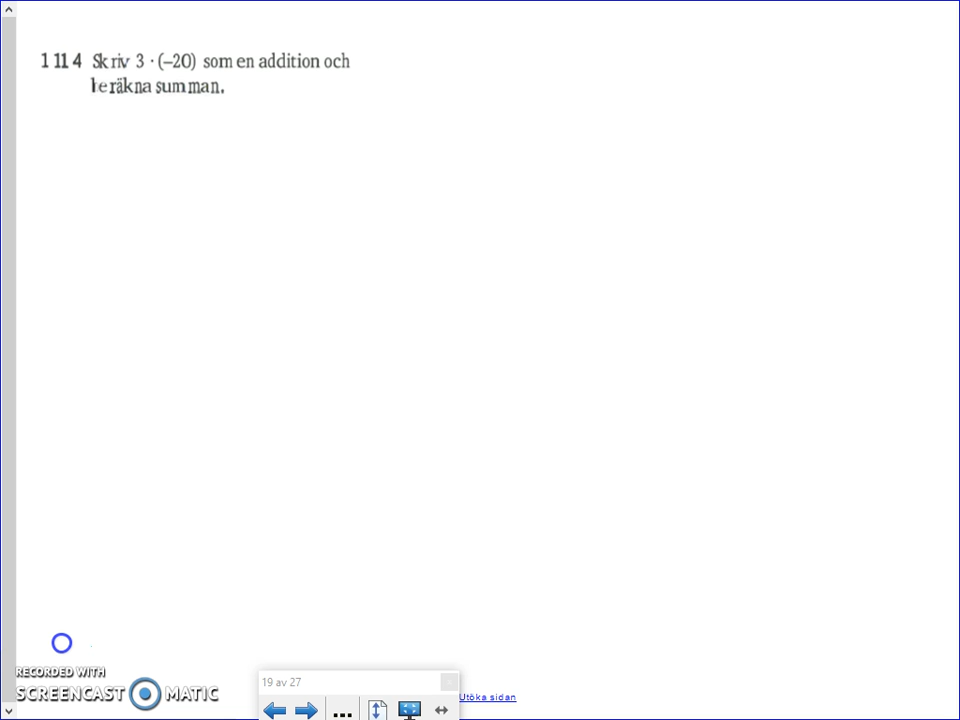 1114 Skriv 3 · (–20) som en addition och
beräkna summan.
RECORDED WITH
SCREENCAST MATIC
19 av 27
Utöka sidan